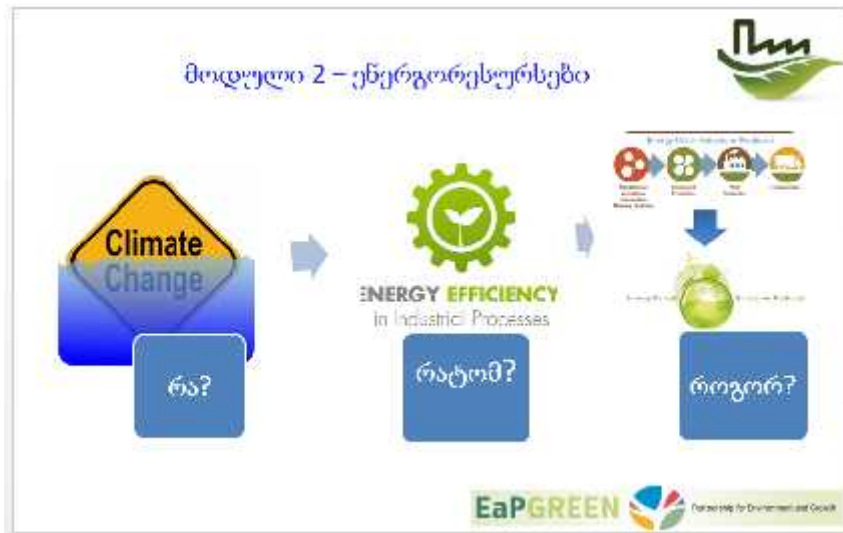 მოდული 2 – ენერგორესურსები
Climate
Change
ENERGY EFFICIENCY
in Industrial Processes
რა?
რატომ?
როგორ?
EaPGREEN
Partnership for Environment and Growth